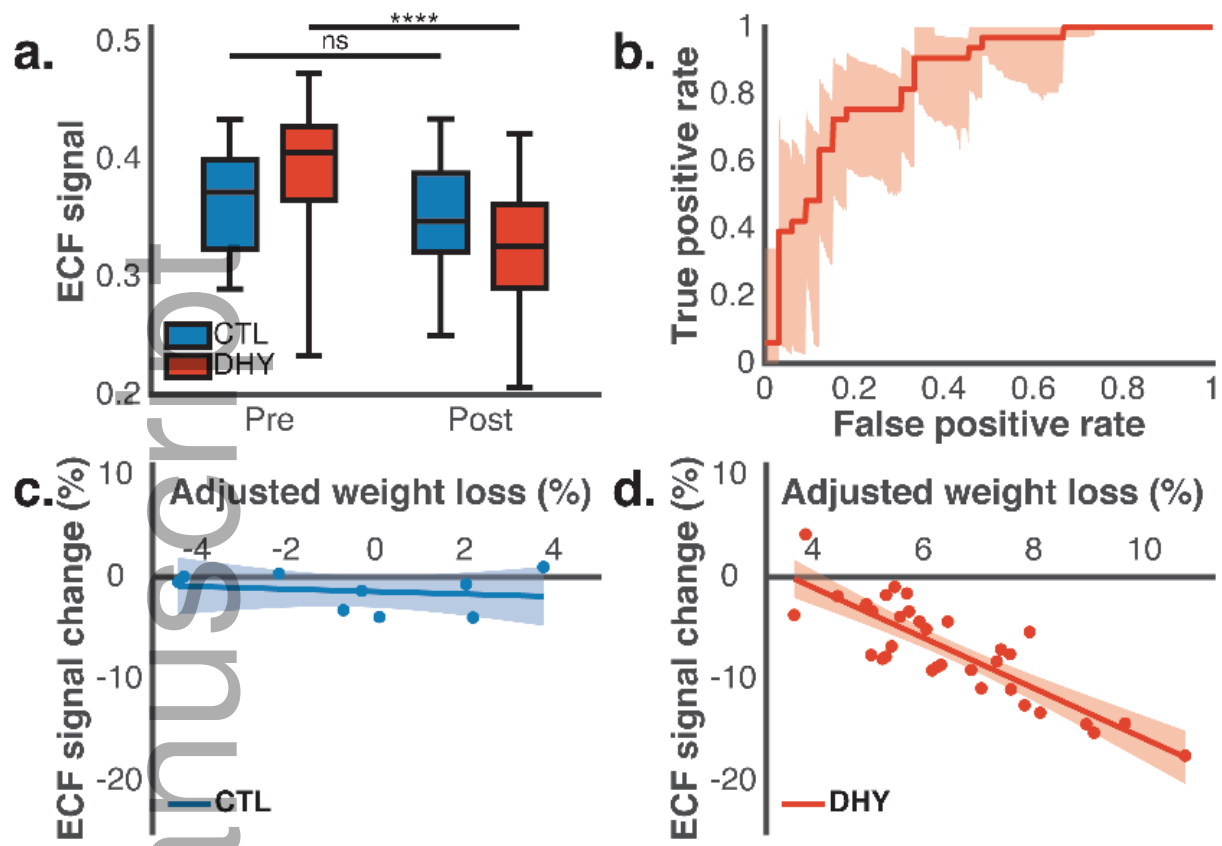 a.
ECF signal
0.5
0.4
0.3
0.2
ns
****
CTL
DHY
Pre
Post
b.
True positive rate
1
0.8
0.6
0.4
0.2
0
0 0.2 0.4 0.6 0.8 1
False positive rate
c.
ECF signal change (%)
Adjusted weight loss (%)
10
0
-10
-20
-4 -2 0 2 4
CTL
d.
ECF signal change (%)
Adjusted weight loss (%)
10
0
-10
-20
4 6 8 10
DHY